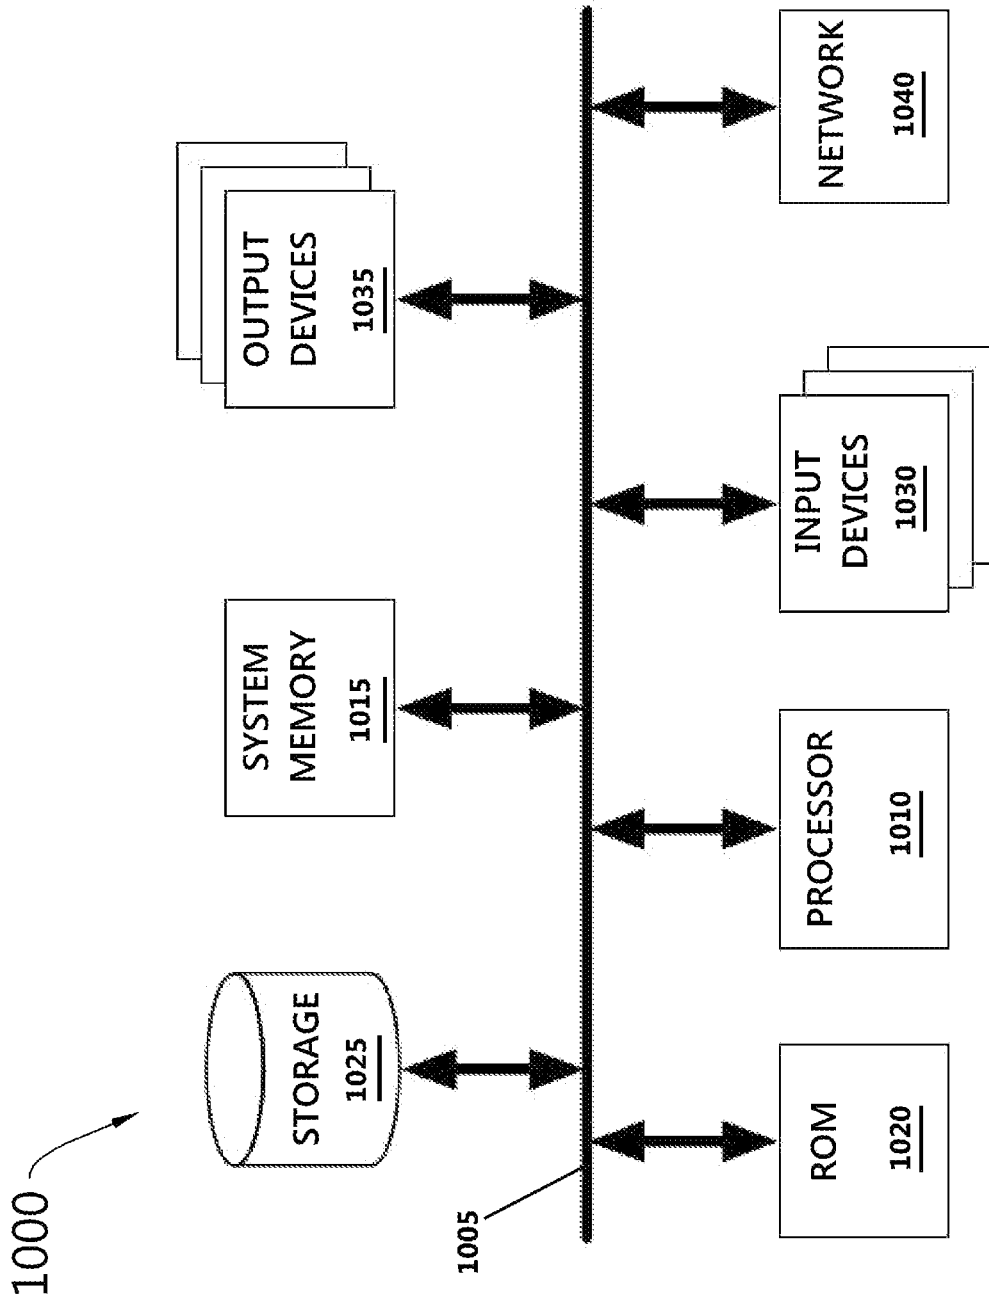 1000
STORAGE
1025
SYSTEM
MEMORY
1015
OUTPUT
DEVICES
1035
1005
ROM
1020
PROCESSOR
1010
INPUT
DEVICES
1030
NETWORK
1040